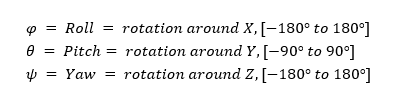 φ = Roll = rotation around X, [−180° to 180°]
θ = Pitch = rotation around Y, [−90° to 90°]
ψ = Yaw = rotation around Z, [−180° to 180°]